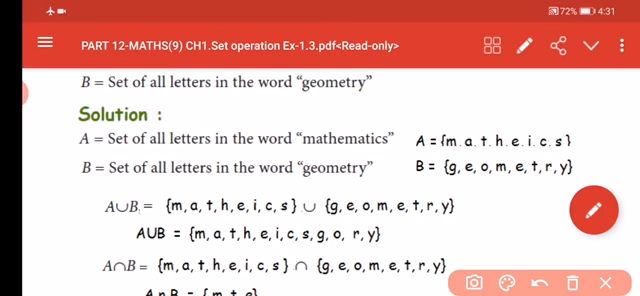 72% 4:31
PART 12-MATHS(9) CH1.Set operation Ex-1.3.pdf<Read-only>
B = Set of all letters in the word “geometry”
Solution :
A = Set of all letters in the word “mathematics” A = {m.a.t.h.e.i.c.s}
B = Set of all letters in the word “geometry” B = {g,e,o,m,e,t,r,y}
A∪B = {m, a, t, h, e, i, c, s} ∪ {g, e, o, m, e, t, r, y}
A∪B = {m, a, t, h, e, i, c, s, g, o, r, y}
A∩B = {m, a, t, h, e, i, c, s} ∩ {g, e, o, m, e, t, r, y}
A∩B = {m, t, e}